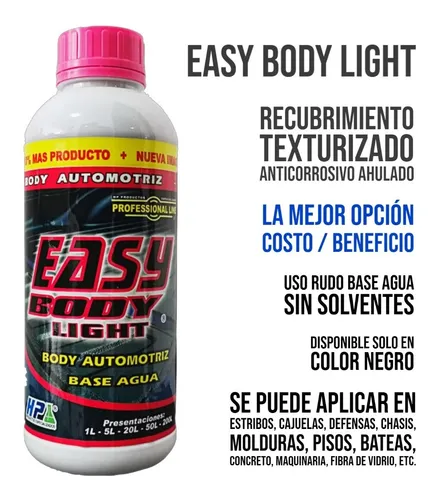 EASY BODY LIGHT
RECUBRIMIENTO
TEXTURIZADO
ANTICORROSIVO AHULADO
LA MEJOR OPCIÓN
COSTO / BENEFICIO
USO RUDO BASE AGUA
SIN SOLVENTES
DISPONIBLE SOLO EN
COLOR NEGRO
SE PUEDE APLICAR EN
ESTRIBOS, CAJUELAS, DEFENSAS, CHASIS,
MOLDURAS, PISOS, BATEAS,
CONCRETO, MAQUINARIA, FIBRA DE VIDRIO, ETC.
MAS PRODUCTO + NUEVA
BODY AUTOMOTRIZ
PROFESSIONAL LINE
EASY
BODY
LIGHT
®
BODY AUTOMOTRIZ
BASE AGUA
HP
Presentaciones:
1L - 5L - 20L - 50L - 200L